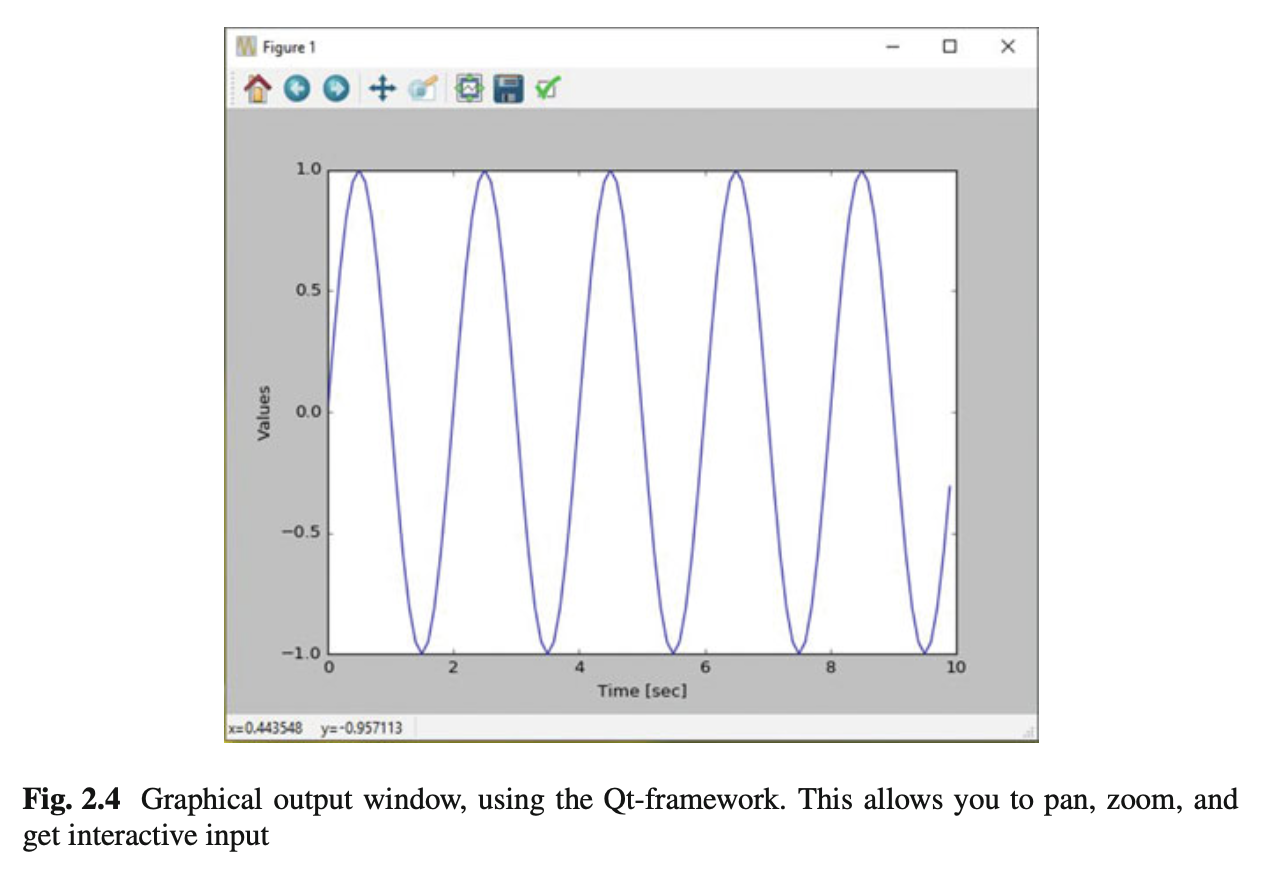 Figure 1
1.0
0.5
0.0
−0.5
−1.0
Values
0 2 4 6 8 10
Time [sec]
x=0.443548 y=-0.957113
Fig. 2.4 Graphical output window, using the Qt-framework. This allows you to pan, zoom, and
get interactive input